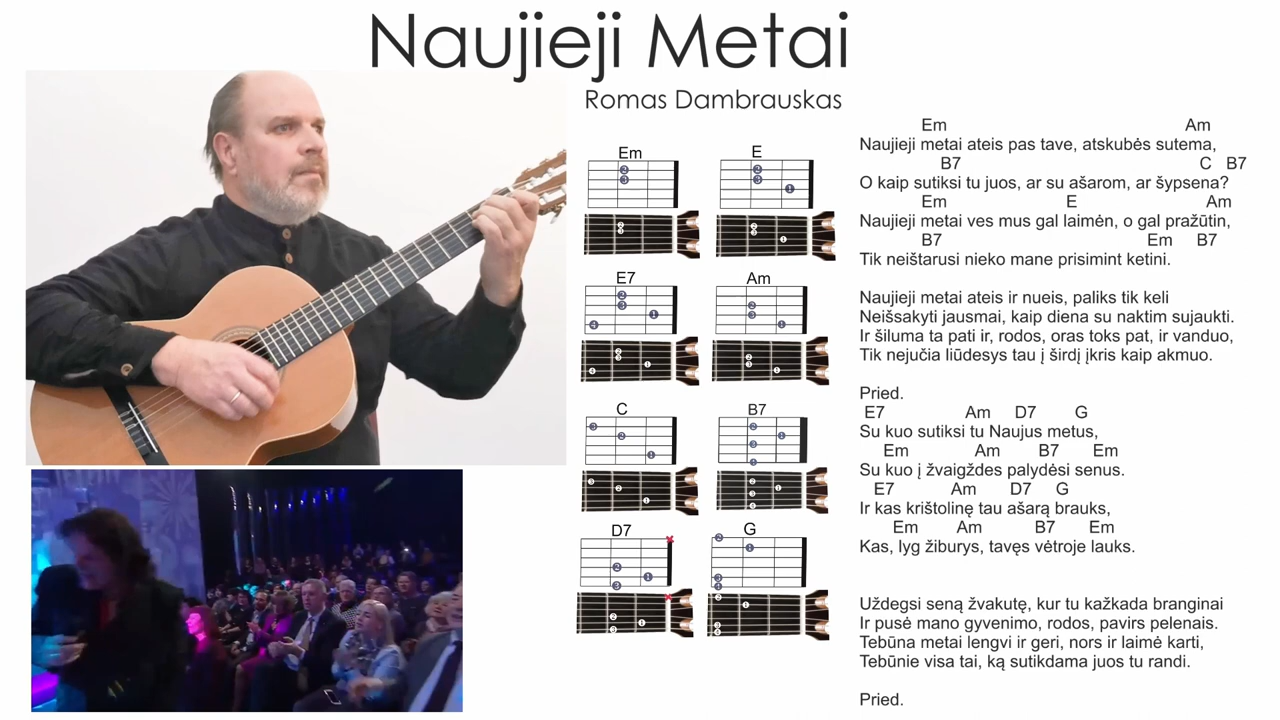 Naujieji Metai
Romas Dambrauskas
Em E
E7 Am
C B7
D7 G
Em Am
Naujieji metai ateis pas tave, atskubės sutema,
B7 C B7
O kaip sutiksi tu juos, ar su ašarom, ar šypsena?
Em E Am
Naujieji metai ves mus gal laimėn, o gal pražūtin,
B7 Em B7
Tik neištarusi nieko mane prisimint ketini.
Naujieji metai ateis ir nueis, paliks tik keli
Neišsakyti jausmai, kaip diena su naktim sujaukti.
Ir šiluma ta pati ir, rodos, oras toks pat, ir vanduo,
Tik nejučia liūdesys tau į širdį įkris kaip akmuo.
Pried.
E7 Am D7 G
Su kuo sutiksi tu Naujus metus,
Em Am B7 Em
Su kuo į žvaigždes palydėsi senus.
E7 Am D7 G
Ir kas krištolinę tau ašarą brauks,
Em Am B7 Em
Kas, lyg žiburys, tavęs vėtroje lauks.
Uždegsi seną žvakutę, kur tu kažkada branginai
Ir pusė mano gyvenimo, rodos, pavirs pelenais.
Tebūna metai lengvi ir geri, nors ir laimė karti,
Tebūnie visa tai, ką sutikdama juos tu randi.
Pried.